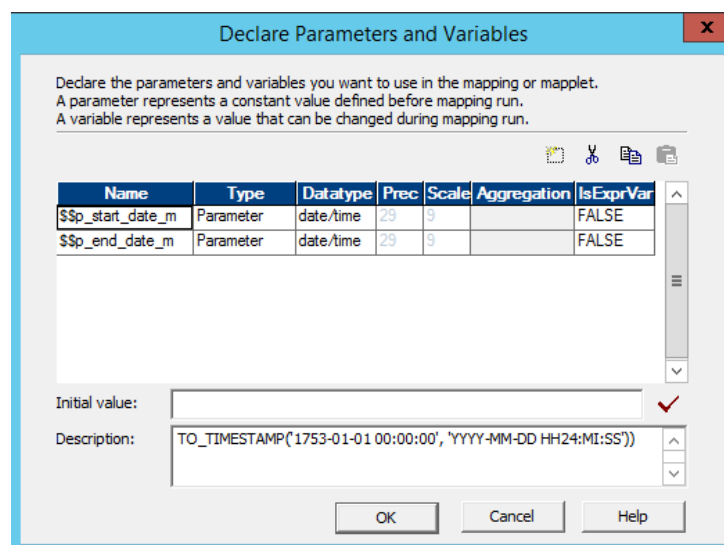 Declare Parameters and Variables
x
Declare the parameters and variables you want to use in the mapping or mapplet.
A parameter represents a constant value defined before mapping run.
A variable represents a value that can be changed during mapping run.
Name Type Datatype Prec Scale Aggregation IsExprVar
$$p_start_date_m Parameter date/time 29 9 FALSE
$$p_end_date_m Parameter date/time 29 9 FALSE
Initial value:
Description: TO_TIMESTAMP('1753-01-01 00:00:00', 'YYYY-MM-DD HH24:MI:SS'))
OK Cancel Help